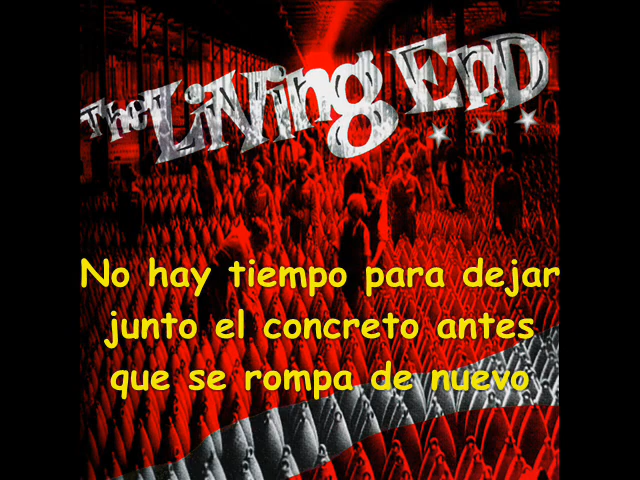 The Living End
No hay tiempo para dejar
junto el concreto antes
que se rompa de nuevo